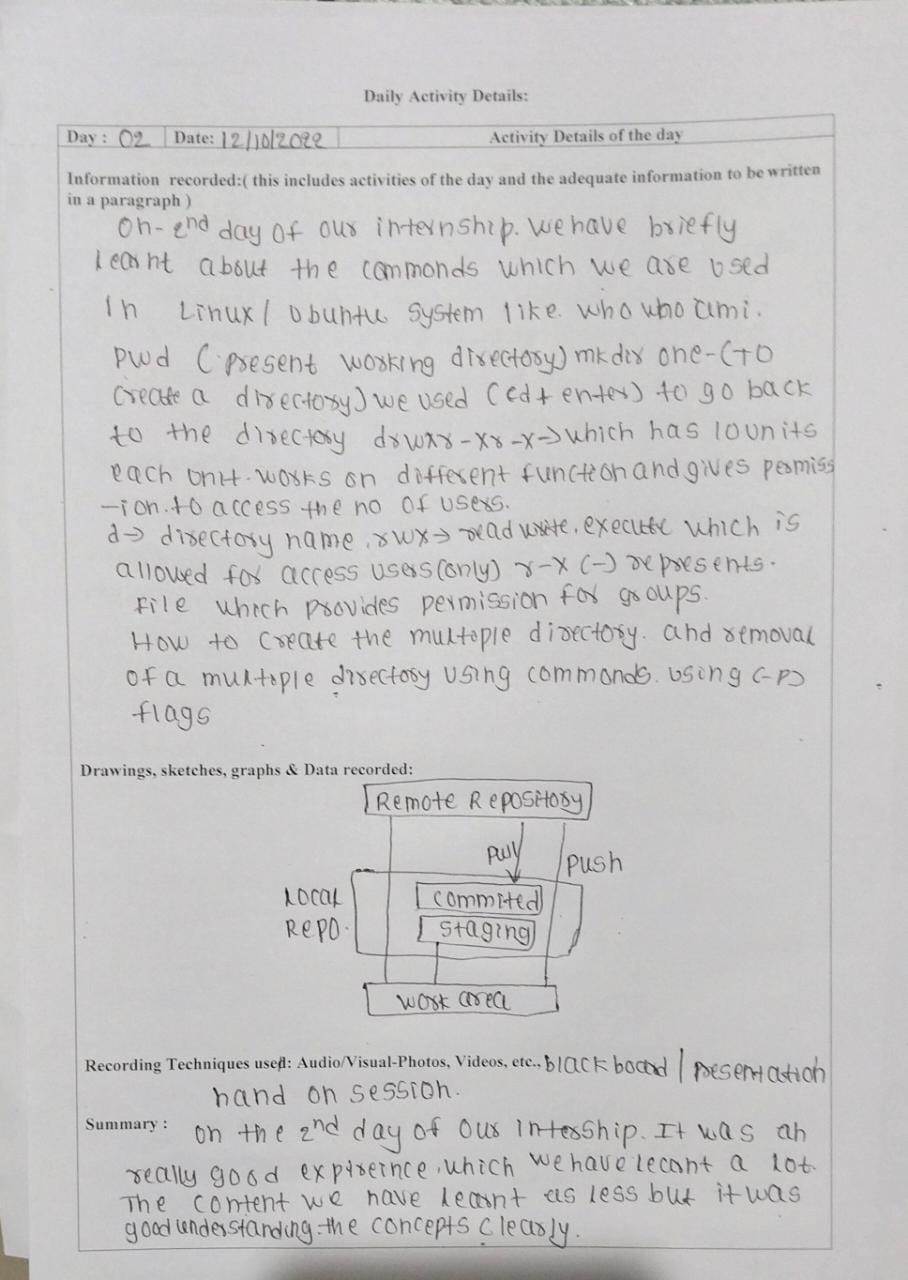 Daily Activity Details:
Day : 02 Date: 12/10/2022 Activity Details of the day
Information recorded:( this includes activities of the day and the adequate information to be written
in a paragraph )
On- 2nd day of our internship. we have briefly
learnt about the commonds which we are used
In Linux/ Ubuntu system like. who who ami.
pwd (present working directory) mkdir one-(To
create a directory) we used (cd + enter) to go back
to the directory drwxr-xr-x-> which has 10 units
each unit. works on different function and gives permiss
-ion. to access the no of users.
d-> directory name, rwx-> read write, execute which is
allowed for access users (only) r-x (-) represents.
File which provides permission for groups.
How to create the multople directory. and removal
of a multople directory using commonds. using (-P)
flags
Drawings, sketches, graphs & Data recorded:
Remote Repository
pull push
Local
Repo.
Commited
Staging
work area
Recording Techniques used: Audio/Visual-Photos, Videos, etc., black board / presentation
hand on session.
Summary : on the 2nd day of our Intership. It was an
really good exptreince, which we have lecarnt a lot.
The content we have learnt as less but it was
good understanding the concepts clearly.